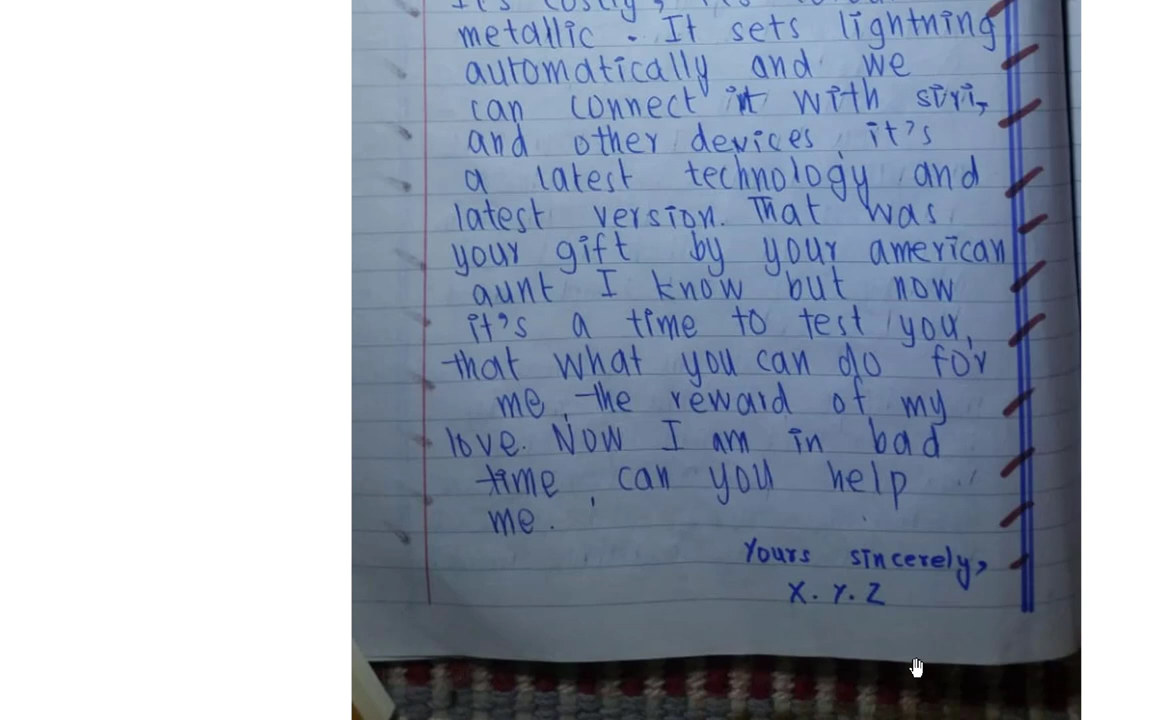 It's costly,
metallic. It sets lightning
automatically and we
can connect it with siri,
and other devices, it's
a latest technology and
latest version. That was
your gift by your american
aunt I know but now
it's a time to test you,
that what you can do for
me, the reward of my
love. Now I am in bad
time, can you help
me.
Yours sincerely,
X.Y.Z